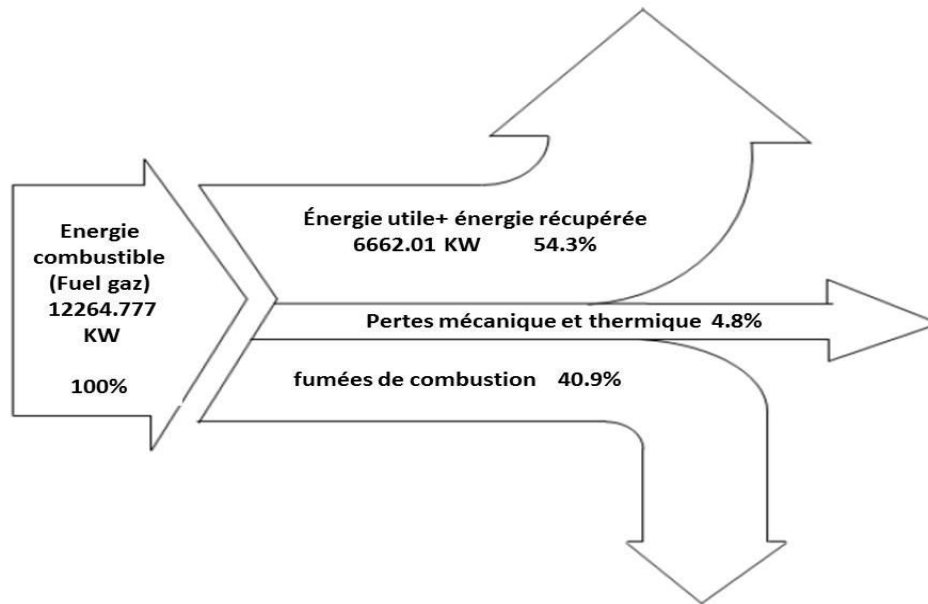 Energie
combustible
(Fuel gaz)
12264.777
KW
100%
Énergie utile+ énergie récupérée
6662.01 KW 54.3%
Pertes mécanique et thermique 4.8%
fumées de combustion 40.9%